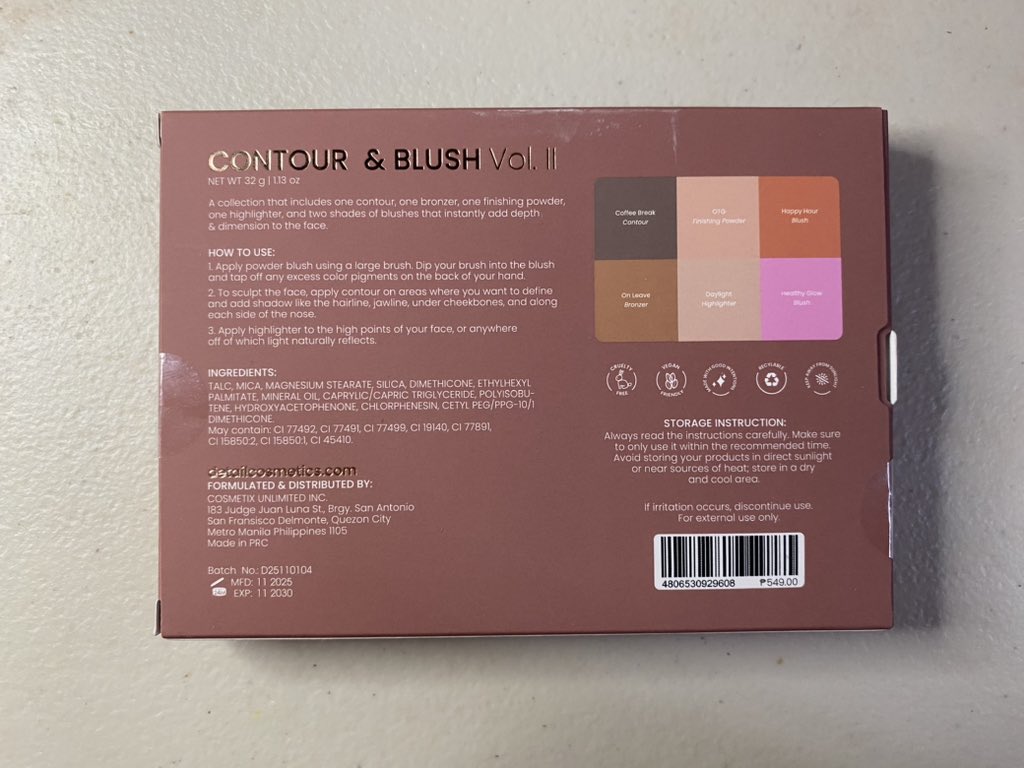 CONTOUR & BLUSH Vol. II
NET WT 32 g | 1.13 oz
A collection that includes one contour, one bronzer, one finishing powder,
one highlighter, and two shades of blushes that instantly add depth
& dimension to the face.
HOW TO USE:
1. Apply powder blush using a large brush. Dip your brush into the blush
and tap off any excess color pigments on the back of your hand.
2. To sculpt the face, apply contour on areas where you want to define
and add shadow like the hairline, jawline, under cheekbones, and along
each side of the nose.
3. Apply highlighter to the high points of your face, or anywhere
off of which light naturally reflects.
INGREDIENTS:
TALC, MICA, MAGNESIUM STEARATE, SILICA, DIMETHICONE, ETHYLHEXYL
PALMITATE, MINERAL OIL, CAPRYLIC/CAPRIC TRIGLYCERIDE, POLYISOBU-
TENE, HYDROXYACETOPHENONE, CHLORPHENESIN, CETYL PEG/PPG-10/1
DIMETHICONE.
May contain: CI 77492, CI 77491, CI 77499, CI 19140, CI 77891,
CI 15850:2, CI 15850:1, CI 45410.
detailcosmetics.com
FORMULATED & DISTRIBUTED BY:
COSMETIX UNLIMITED INC.
183 Judge Juan Luna St., Brgy. San Antonio
San Fransisco Delmonte, Quezon City
Metro Manila Philippines 1105
Made in PRC
Batch No.: D25110104
MFD: 11 2025
EXP: 11 2030
Coffee Break
Contour
OTG
Finishing Powder
Happy Hour
Blush
On Leave
Bronzer
Daylight
Highlighter
Healthy Glow
Blush
CRUELTY FREE
VEGAN FRIENDLY
MADE WITH GOOD INTENTIONS
RECYCLABLE
KEEP AWAY FROM SUNLIGHT
STORAGE INSTRUCTION:
Always read the instructions carefully. Make sure
to only use it within the recommended time.
Avoid storing your products in direct sunlight
or near sources of heat; store in a dry
and cool area.
If irritation occurs, discontinue use.
For external use only.
4806530929608 ₱549.00